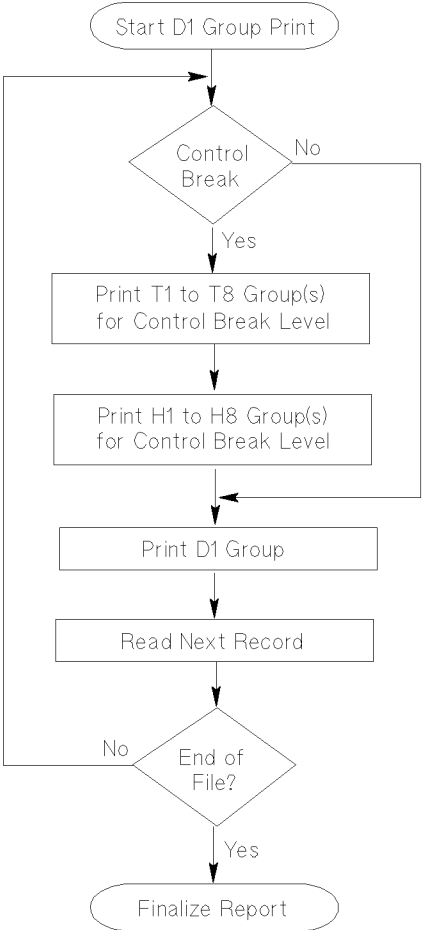 Start D1 Group Print
Control
Break
No
Yes
Print T1 to T8 Group(s)
for Control Break Level
Print H1 to H8 Group(s)
for Control Break Level
Print D1 Group
Read Next Record
No
End of
File?
Yes
Finalize Report